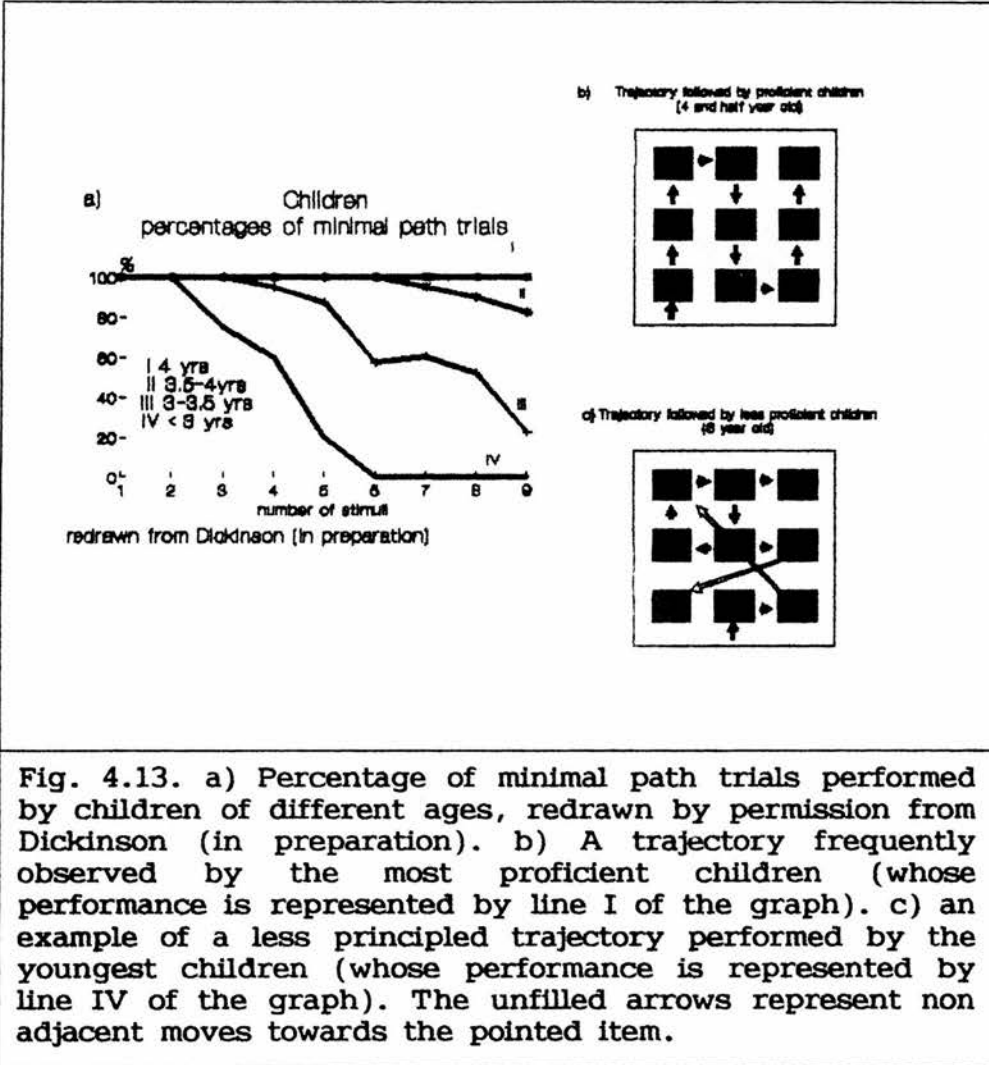 a)
Children
percentages of minimal path trials
I
%
100
80-
60-
40-
20-
0
II
III
IV
I 4 yrs
II 3.5-4yrs
III 3-3.5 yrs
IV < 3 yrs
1 2 3 4 5 6 7 8 9
number of stimuli
redrawn from Dickinson (in preparation)
b) Trajectory followed by proficient children
(4 and half year old)
c) Trajectory followed by less proficient children
year old)
Fig. 4.13. a) Percentage of minimal path trials performed
by children of different ages, redrawn by permission from
Dickinson (in preparation). b) A trajectory frequently
observed by the most proficient children (whose
performance is represented by line I of the graph). c) an
example of a less principled trajectory performed by the
youngest children (whose performance is represented by
line IV of the graph). The unfilled arrows represent non
adjacent moves towards the pointed item.